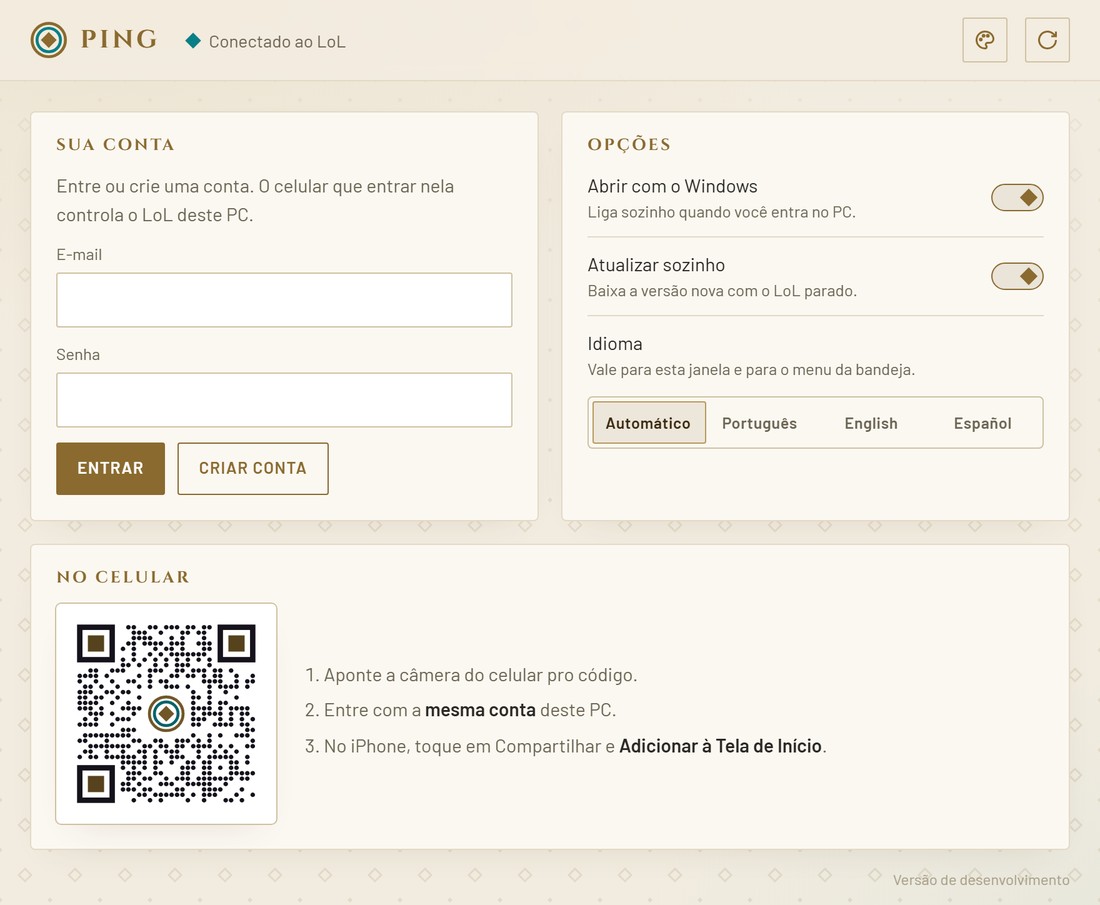 PING
Conectado ao LoL
SUA CONTA
Entre ou crie uma conta. O celular que entrar nela
controla o LoL deste PC.
E-mail
Senha
ENTRAR
CRIAR CONTA
OPÇÕES
Abrir com o Windows
Liga sozinho quando você entra no PC.
Atualizar sozinho
Baixa a versão nova com o LoL parado.
Idioma
Vale para esta janela e para o menu da bandeja.
Automático
Português
English
Español
NO CELULAR
1. Aponte a câmera do celular pro código.
2. Entre com a mesma conta deste PC.
3. No iPhone, toque em Compartilhar e Adicionar à Tela de Início.
Versão de desenvolvimento